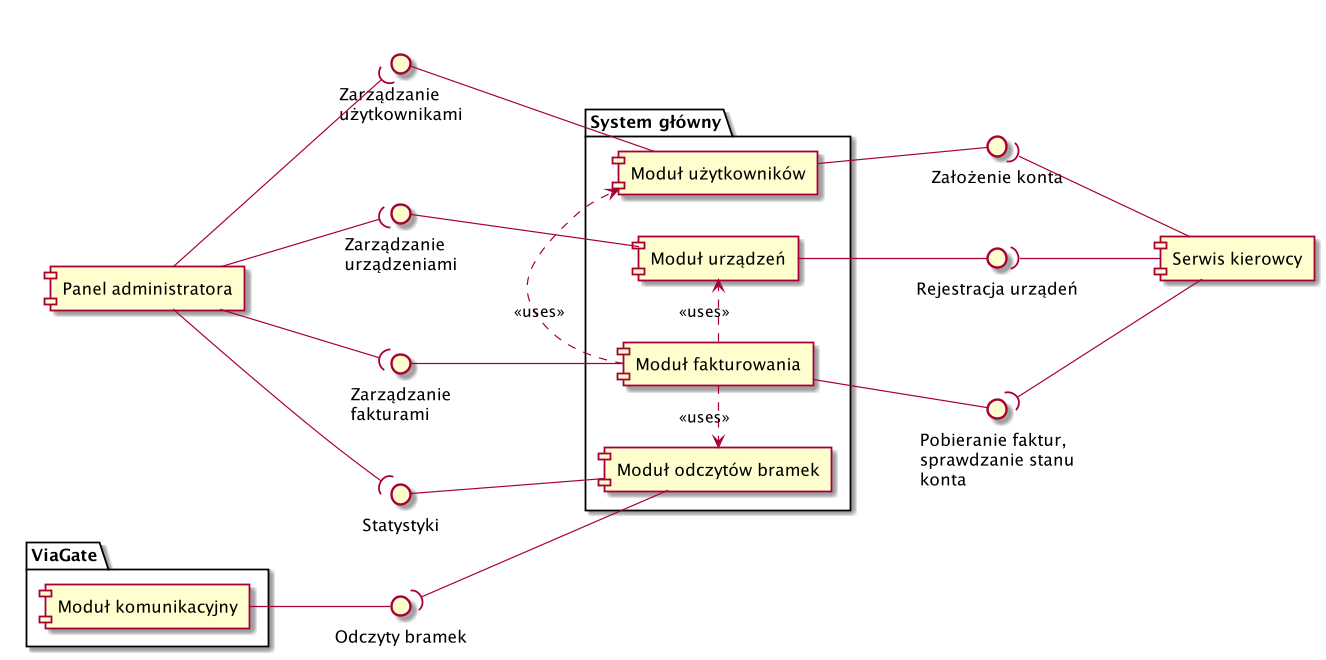 Zarządzanie
użytkownikami
System główny
Moduł użytkowników
Założenie konta
Zarządzanie
urządzeniami
Moduł urządzeń
Serwis kierowcy
Panel administratora
Rejestracja urządeń
«uses»
«uses»
Moduł fakturowania
Zarządzanie
fakturami
«uses»
Pobieranie faktur,
sprawdzanie stanu
konta
Moduł odczytów bramek
Statystyki
ViaGate
Moduł komunikacyjny
Odczyty bramek